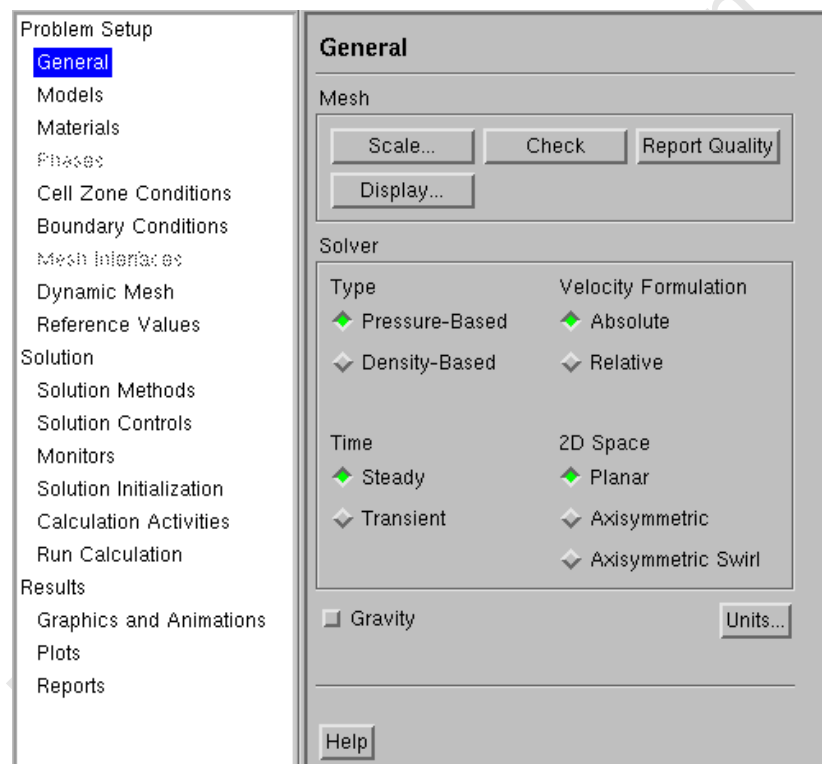 Problem Setup
General
Models
Materials
Phases
Cell Zone Conditions
Boundary Conditions
Mesh Interfaces
Dynamic Mesh
Reference Values
Solution
Solution Methods
Solution Controls
Monitors
Solution Initialization
Calculation Activities
Run Calculation
Results
Graphics and Animations
Plots
Reports
General
Mesh
Scale... Check Report Quality
Display...
Solver
Type Velocity Formulation
Pressure-Based Absolute
Density-Based Relative
Time 2D Space
Steady Planar
Transient Axisymmetric
Axisymmetric Swirl
Gravity Units...
Help